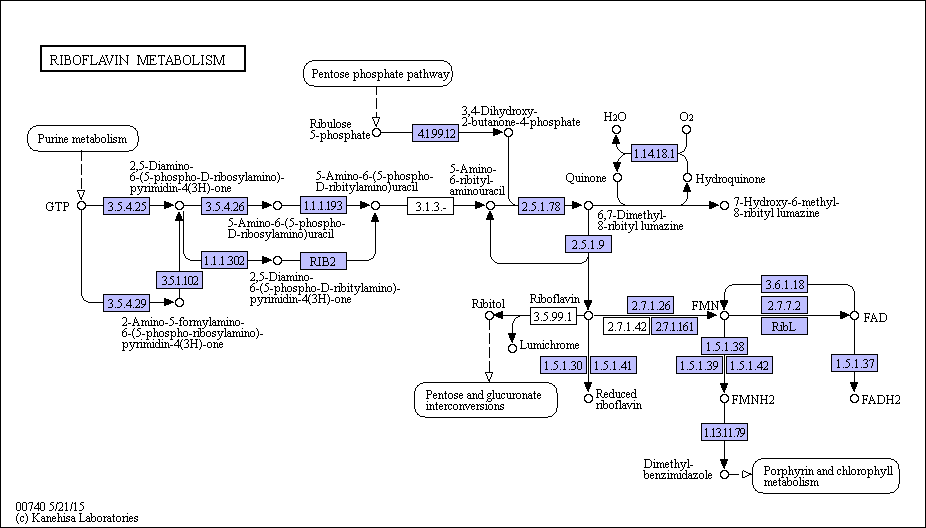 RIBOFLAVIN METABOLISM
Pentose phosphate pathway
Ribulose
5-phosphate
4.1.99.12
3,4-Dihydroxy-
2-butanone-4-phosphate
H2O
O2
1.14.18.1
Quinone
Hydroquinone
Purine metabolism
2,5-Diamino-
6-(5-phospho-D-ribosylamino)-
pyrimidin-4(3H)-one
5-Amino-6-(5-phospho-
D-ribitylamino)uracil
5-Amino-
6-ribityl-
aminouracil
GTP
3.5.4.25
3.5.4.26
1.1.1.193
3.1.3.-
2.5.1.78
7-Hydroxy-6-methyl-
8-ribityl lumazine
5-Amino-6-(5-phospho-
D-ribosylamino)uracil
6,7-Dimethyl-
8-ribityl lumazine
2.5.1.9
1.1.1.302
RIB2
3.5.1.102
2,5-Diamino-
6-(5-phospho-D-ribitylamino)-
pyrimidin-4(3H)-one
3.5.4.29
2-Amino-5-formylamino-
6-(5-phospho-ribosylamino)-
pyrimidin-4(3H)-one
Ribitol
Riboflavin
3.5.99.1
2.7.1.26
2.7.1.42
2.7.1.161
FMN
3.6.1.18
2.7.7.2
RibL
FAD
Lumichrome
1.5.1.30
1.5.1.41
1.5.1.38
1.5.1.39
1.5.1.42
1.5.1.37
Pentose and glucuronate
interconversions
Reduced
riboflavin
FMNH2
FADH2
1.13.11.79
Dimethyl-
benzimidazole
Porphyrin and chlorophyll
metabolism
00740 5/21/15
(c) Kanehisa Laboratories